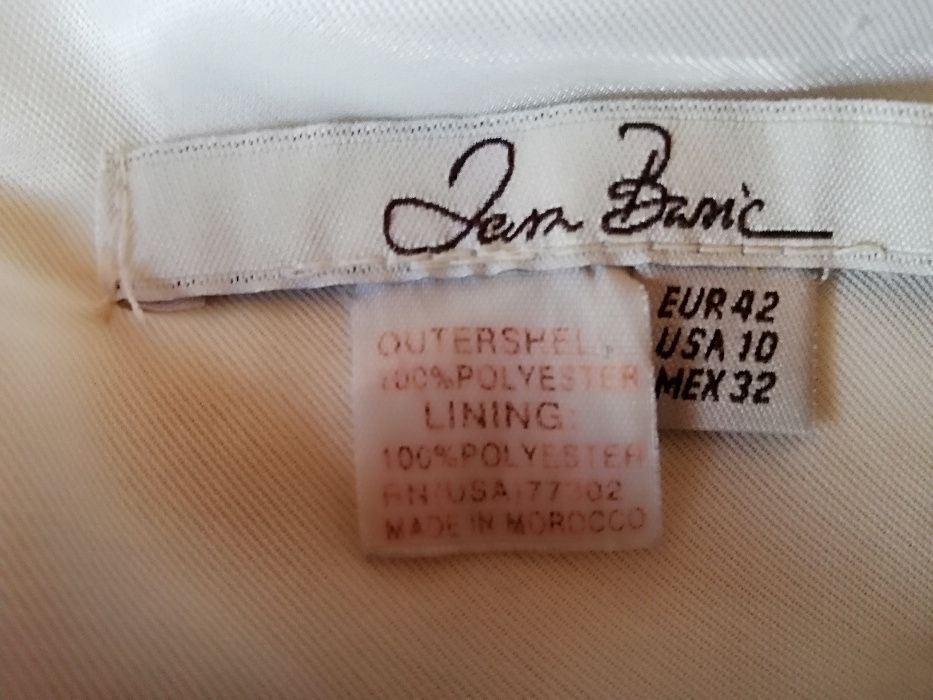 Basic
EUR 42
USA 10
MEX 32
OUTERSHELL
100%POLYESTER
LINING:
100%POLYESTER
RN/USA/77302
MADE IN MOROCCO